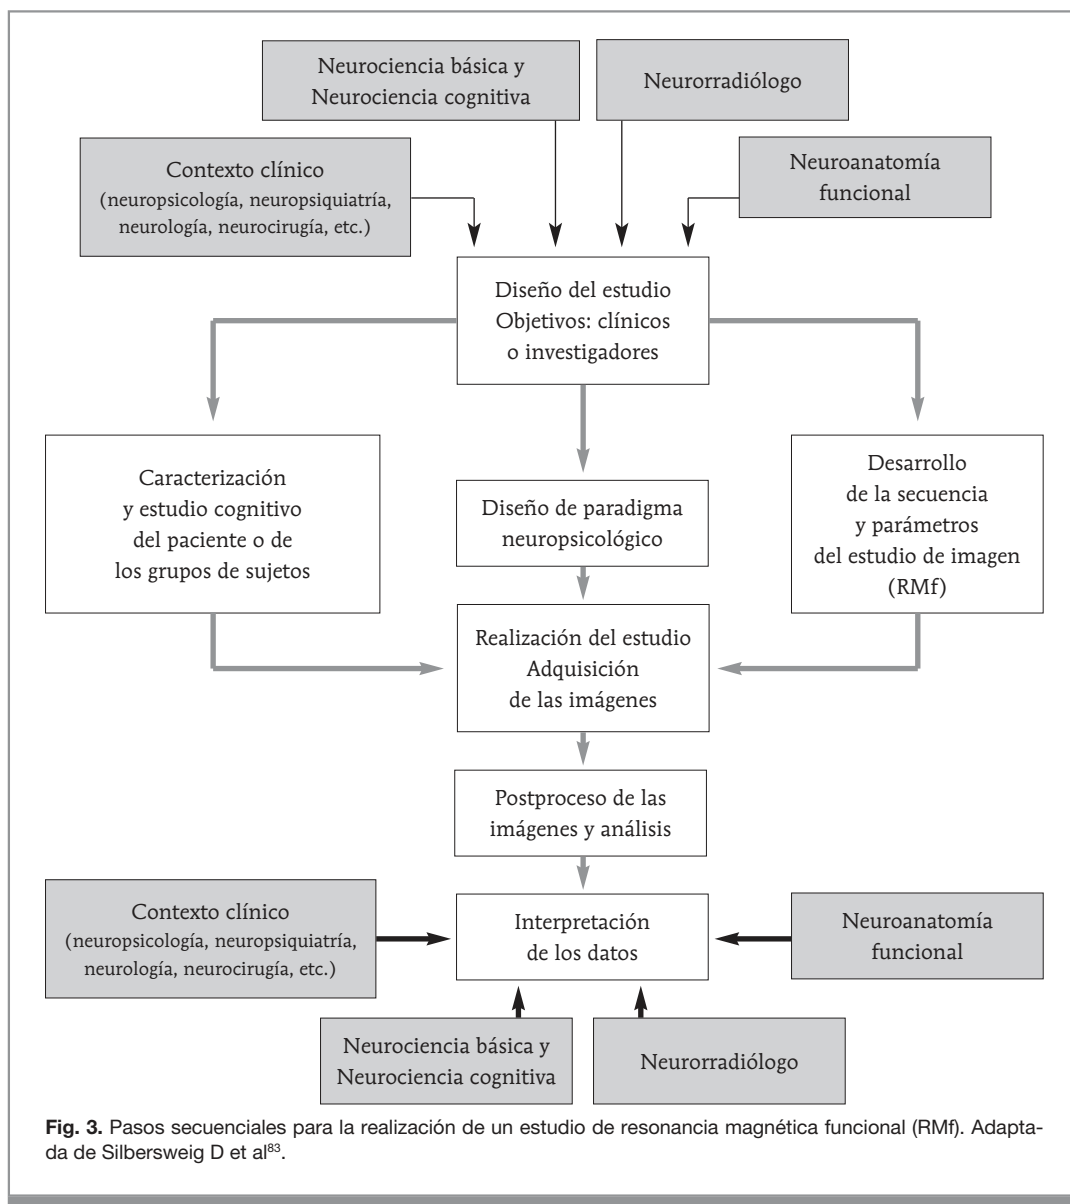 Neurociencia básica y
Neurociencia cognitiva
Neurorradiólogo
Contexto clínico
(neuropsicología, neuropsiquiatría,
neurología, neurocirugía, etc.)
Neuroanatomía
funcional
Diseño del estudio
Objetivos: clínicos
o investigadores
Caracterización
y estudio cognitivo
del paciente o de
los grupos de sujetos
Diseño de paradigma
neuropsicológico
Desarrollo
de la secuencia
y parámetros
del estudio de imagen
(RMf)
Realización del estudio
Adquisición
de las imágenes
Postproceso de las
imágenes y análisis
Contexto clínico
(neuropsicología, neuropsiquiatría,
neurología, neurocirugía, etc.)
Interpretación
de los datos
Neuroanatomía
funcional
Neurociencia básica y
Neurociencia cognitiva
Neurorradiólogo
Fig. 3. Pasos secuenciales para la realización de un estudio de resonancia magnética funcional (RMf). Adapta-
da de Silbersweig D et al83.